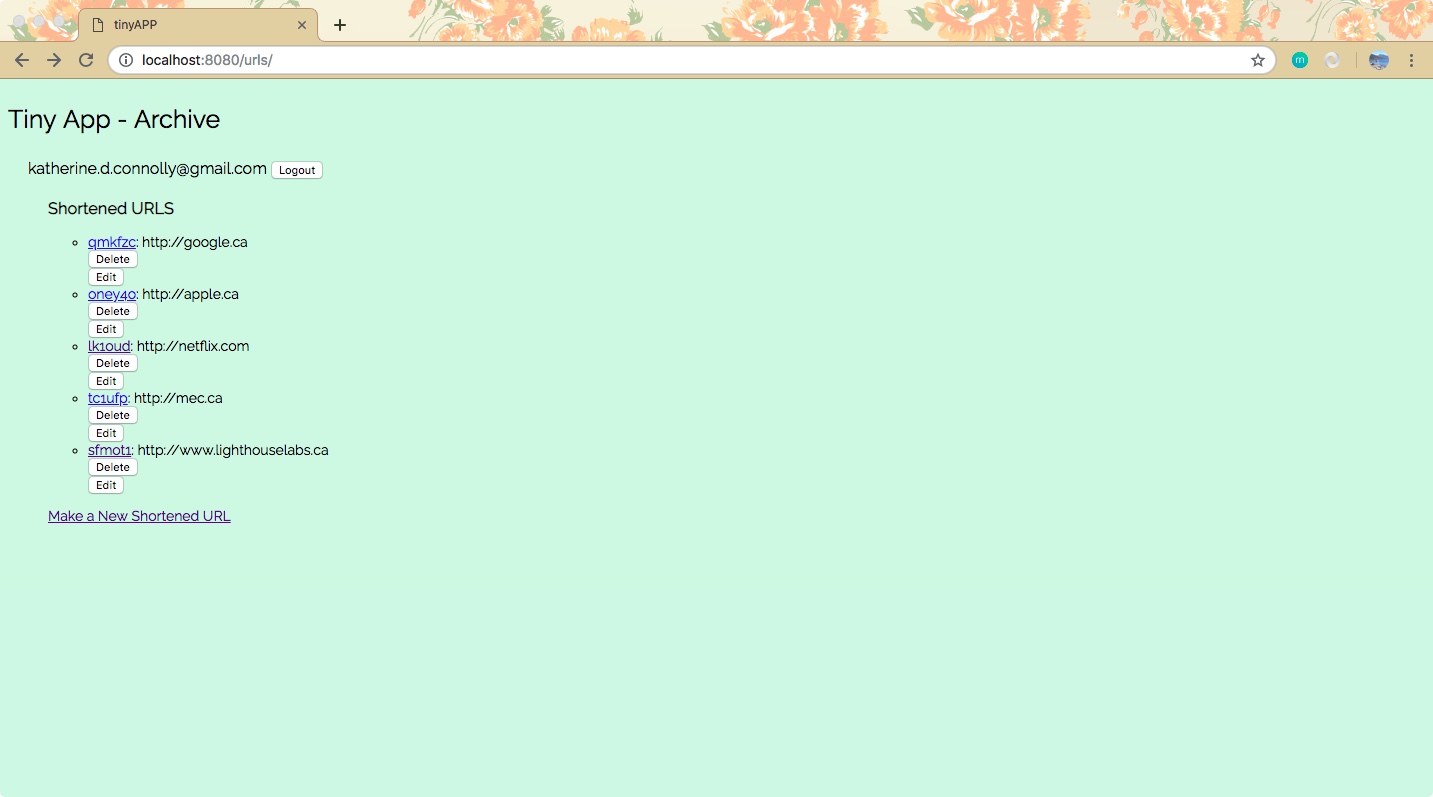 tinyAPP
localhost:8080/urls/
m
Tiny App - Archive
katherine.d.connolly@gmail.com Logout
Shortened URLS
qmkfzc: http://google.ca
Delete
Edit
oney4o: http://apple.ca
Delete
Edit
lk1oud: http://netflix.com
Delete
Edit
tc1ufp: http://mec.ca
Delete
Edit
sfmot1: http://www.lighthouselabs.ca
Delete
Edit
Make a New Shortened URL